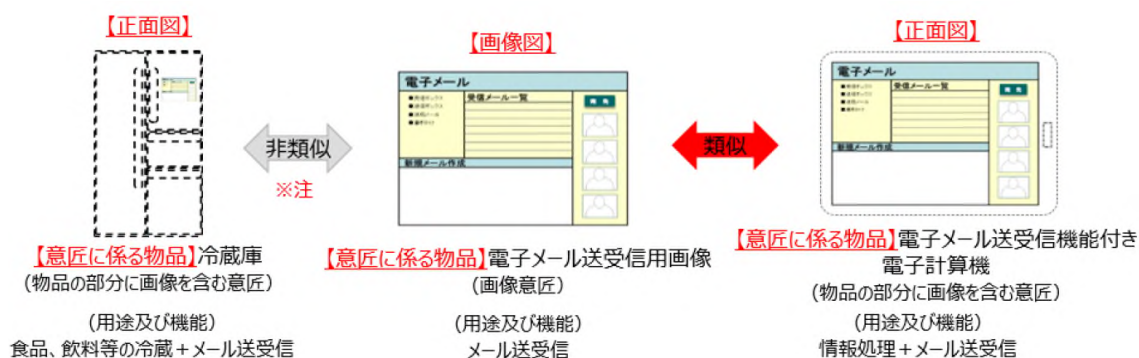 【正面図】
【画像図】
【正面図】
電子メール
受信メール一覧
新規メール作成
電子メール
受信メール一覧
新規メール作成
非類似
※注
類似
【意匠に係る物品】冷蔵庫
（物品の部分に画像を含む意匠）
（用途及び機能）
食品、飲料等の冷蔵＋メール送受信
【意匠に係る物品】電子メール送受信用画像
（画像意匠）
（用途及び機能）
メール送受信
【意匠に係る物品】電子メール送受信機能付き
電子計算機
（物品の部分に画像を含む意匠）
（用途及び機能）
情報処理＋メール送受信